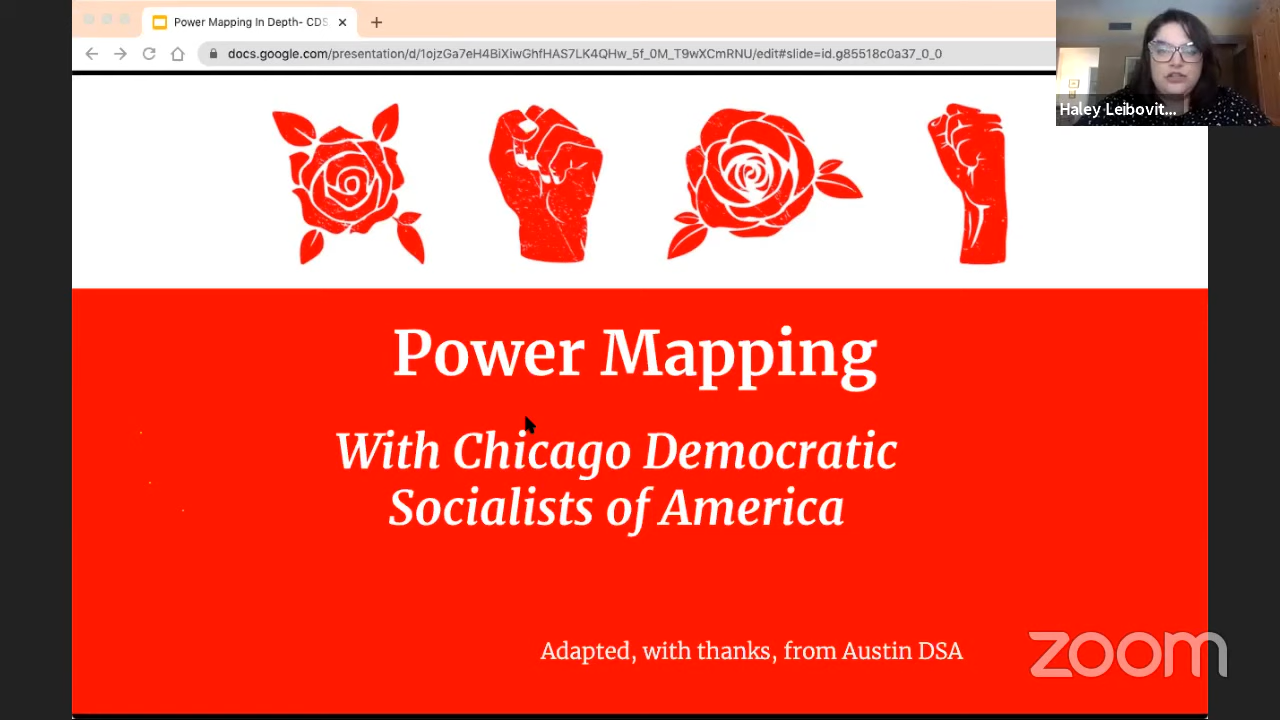 Power Mapping In Depth- CDS
docs.google.com/presentation/d/1ojzGa7eH4BiXiwGhfHAS7LK4QHw_5f_0M_T9wXCmRNU/edit#slide=id.g85518c0a37_0_0
Haley Leibovit...
Power Mapping
With Chicago Democratic
Socialists of America
Adapted, with thanks, from Austin DSA
zoom